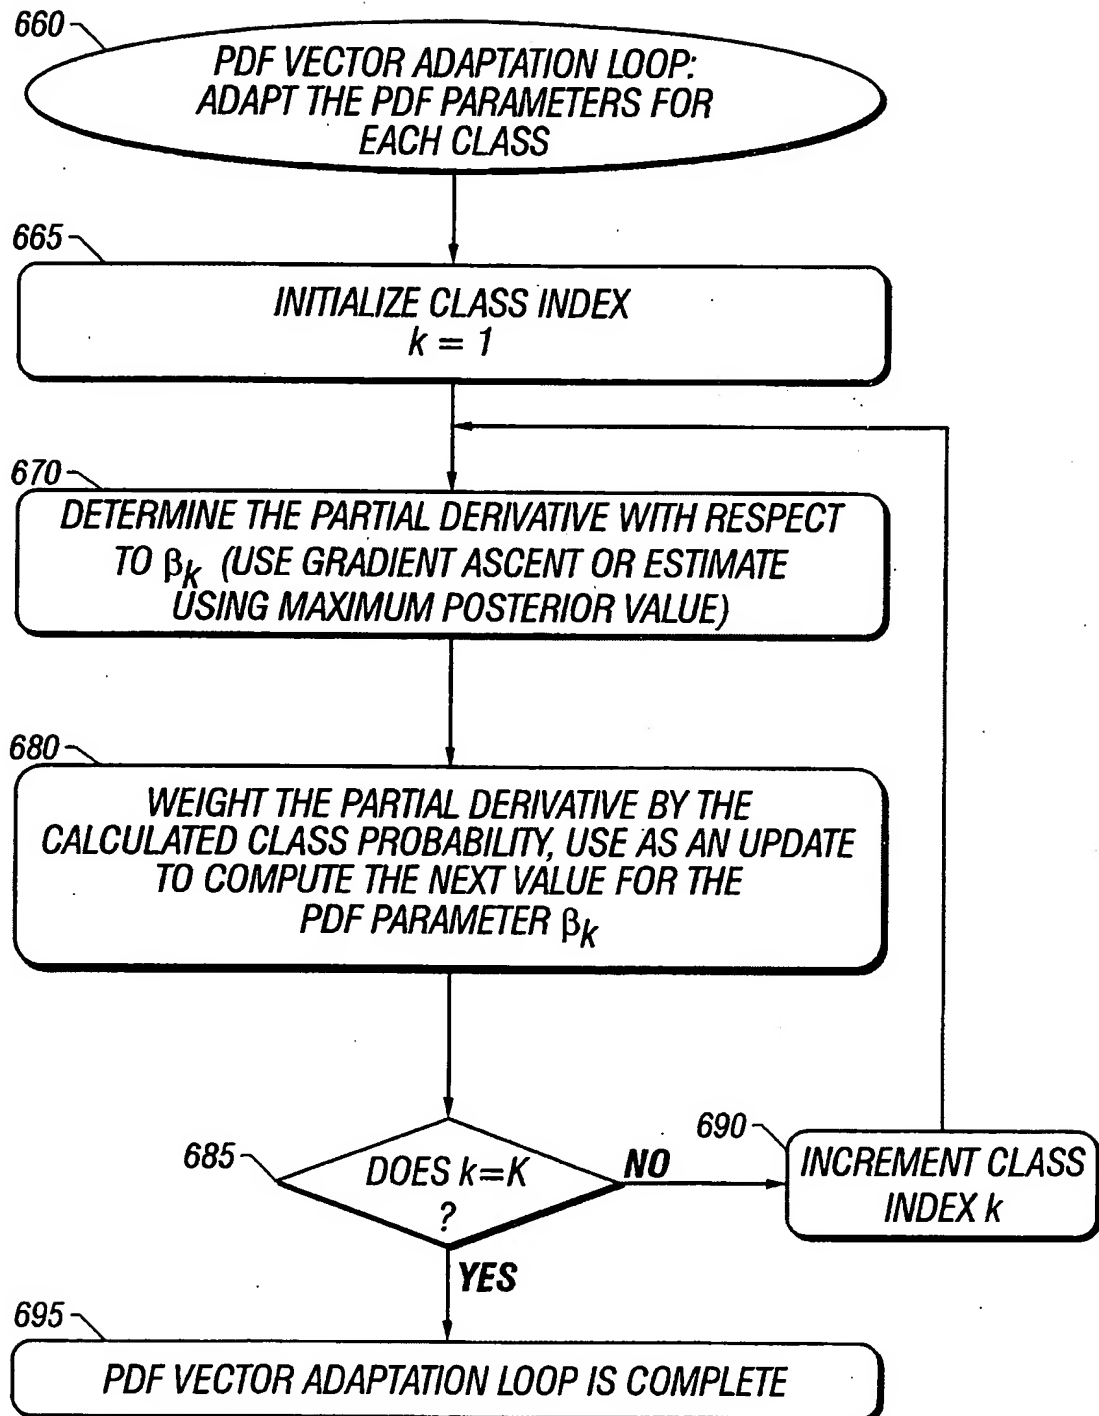 660
PDF VECTOR ADAPTATION LOOP:
ADAPT THE PDF PARAMETERS FOR
EACH CLASS
665
INITIALIZE CLASS INDEX
k = 1
670
DETERMINE THE PARTIAL DERIVATIVE WITH RESPECT
TO βk (USE GRADIENT ASCENT OR ESTIMATE
USING MAXIMUM POSTERIOR VALUE)
680
WEIGHT THE PARTIAL DERIVATIVE BY THE
CALCULATED CLASS PROBABILITY, USE AS AN UPDATE
TO COMPUTE THE NEXT VALUE FOR THE
PDF PARAMETER βk
685
DOES k=K
?
NO
690
INCREMENT CLASS
INDEX k
YES
695
PDF VECTOR ADAPTATION LOOP IS COMPLETE